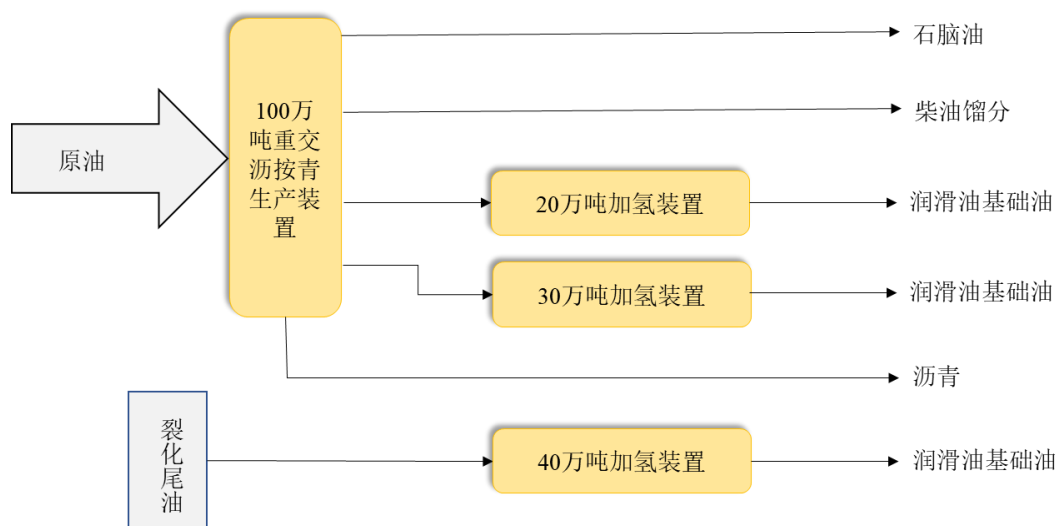 石脑油
100万
吨重交
沥按青
生产装
置
柴油馏分
原油
20万吨加氢装置
润滑油基础油
30万吨加氢装置
润滑油基础油
沥青
裂化尾油
40万吨加氢装置
润滑油基础油